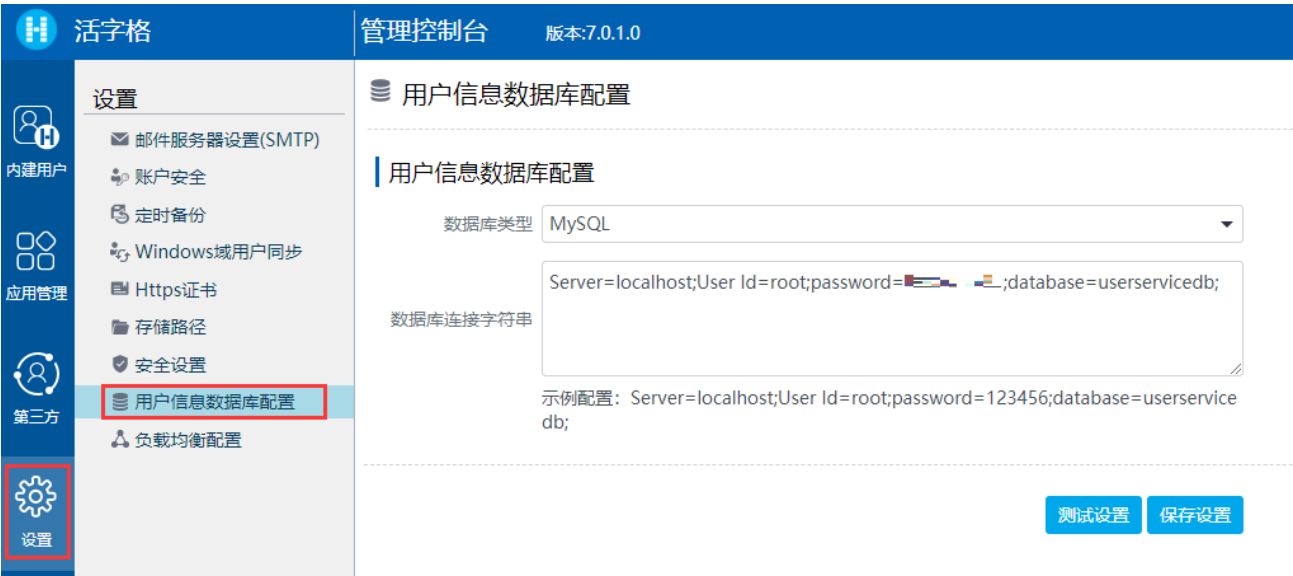 活字格
管理控制台
版本:7.0.1.0
内建用户
应用管理
第三方
设置
设置
邮件服务器设置(SMTP)
账户安全
定时备份
Windows域用户同步
Https证书
存储路径
安全设置
用户信息数据库配置
负载均衡配置
用户信息数据库配置
用户信息数据库配置
数据库类型
MySQL
数据库连接字符串
Server=localhost;User Id=root;password= ;database=userservicedb;
示例配置：Server=localhost;User Id=root;password=123456;database=userservice
db;
测试设置
保存设置